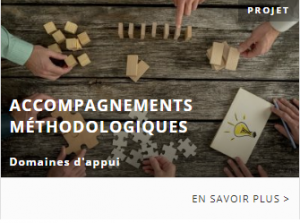 PROJET
ACCOMPAGNEMENTS
MÉTHODOLOGIQUES
Domaines d'appui
EN SAVOIR PLUS >